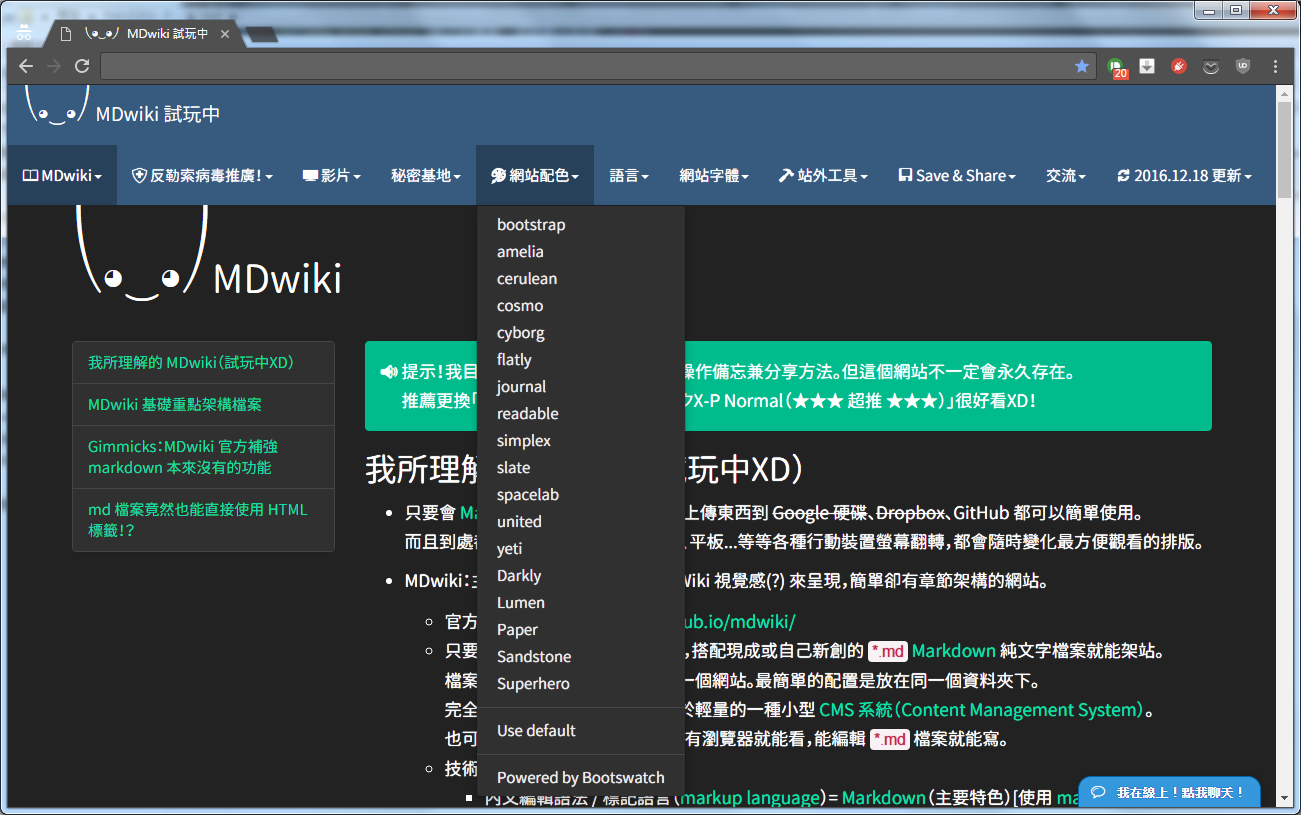 MDwiki 試玩中
20
MDwiki 試玩中
MDwiki
反勒索病毒推廣！
影片
秘密基地
網站配色
語言
網站字體
站外工具
Save & Share
交流
2016.12.18 更新
MDwiki
bootstrap
amelia
cerulean
cosmo
cyborg
flatly
journal
readable
simplex
slate
spacelab
united
yeti
Darkly
Lumen
Paper
Sandstone
Superhero
Use default
Powered by Bootswatch
我所理解的 MDwiki（試玩中XD）
MDwiki 基礎重點架構檔案
Gimmicks：MDwiki 官方補強
markdown 本來沒有的功能
md 檔案竟然也能直接使用 HTML
標籤！？
提示！我目 操作備忘兼分享方法。但這個網站不一定會永久存在。
推薦更換「 X-P Normal（★★★ 超推 ★★★）」很好看XD！
我所理解 試玩中XD）
只要會 Ma 上傳東西到 Google 硬碟、Dropbox、GitHub 都可以簡單使用。
而且到處都 、平板...等等各種行動裝置螢幕翻轉，都會隨時變化最方便觀看的排版。
MDwiki：主 Wiki 視覺感(?) 來呈現，簡單卻有章節架構的網站。
官方 ub.io/mdwiki/
只要 ，搭配現成或自己新創的 *.md Markdown 純文字檔案就能架站。
檔案 一個網站。最簡單的配置是放在同一個資料夾下。
完全 於輕量的一種小型 CMS 系統（Content Management System）。
也可 有瀏覽器就能看，能編輯 *.md 檔案就能寫。
技術
內文編輯語法 / 標記語言（markup language）= Markdown（主要特色）[使用 ma
我在線上！點我聊天！